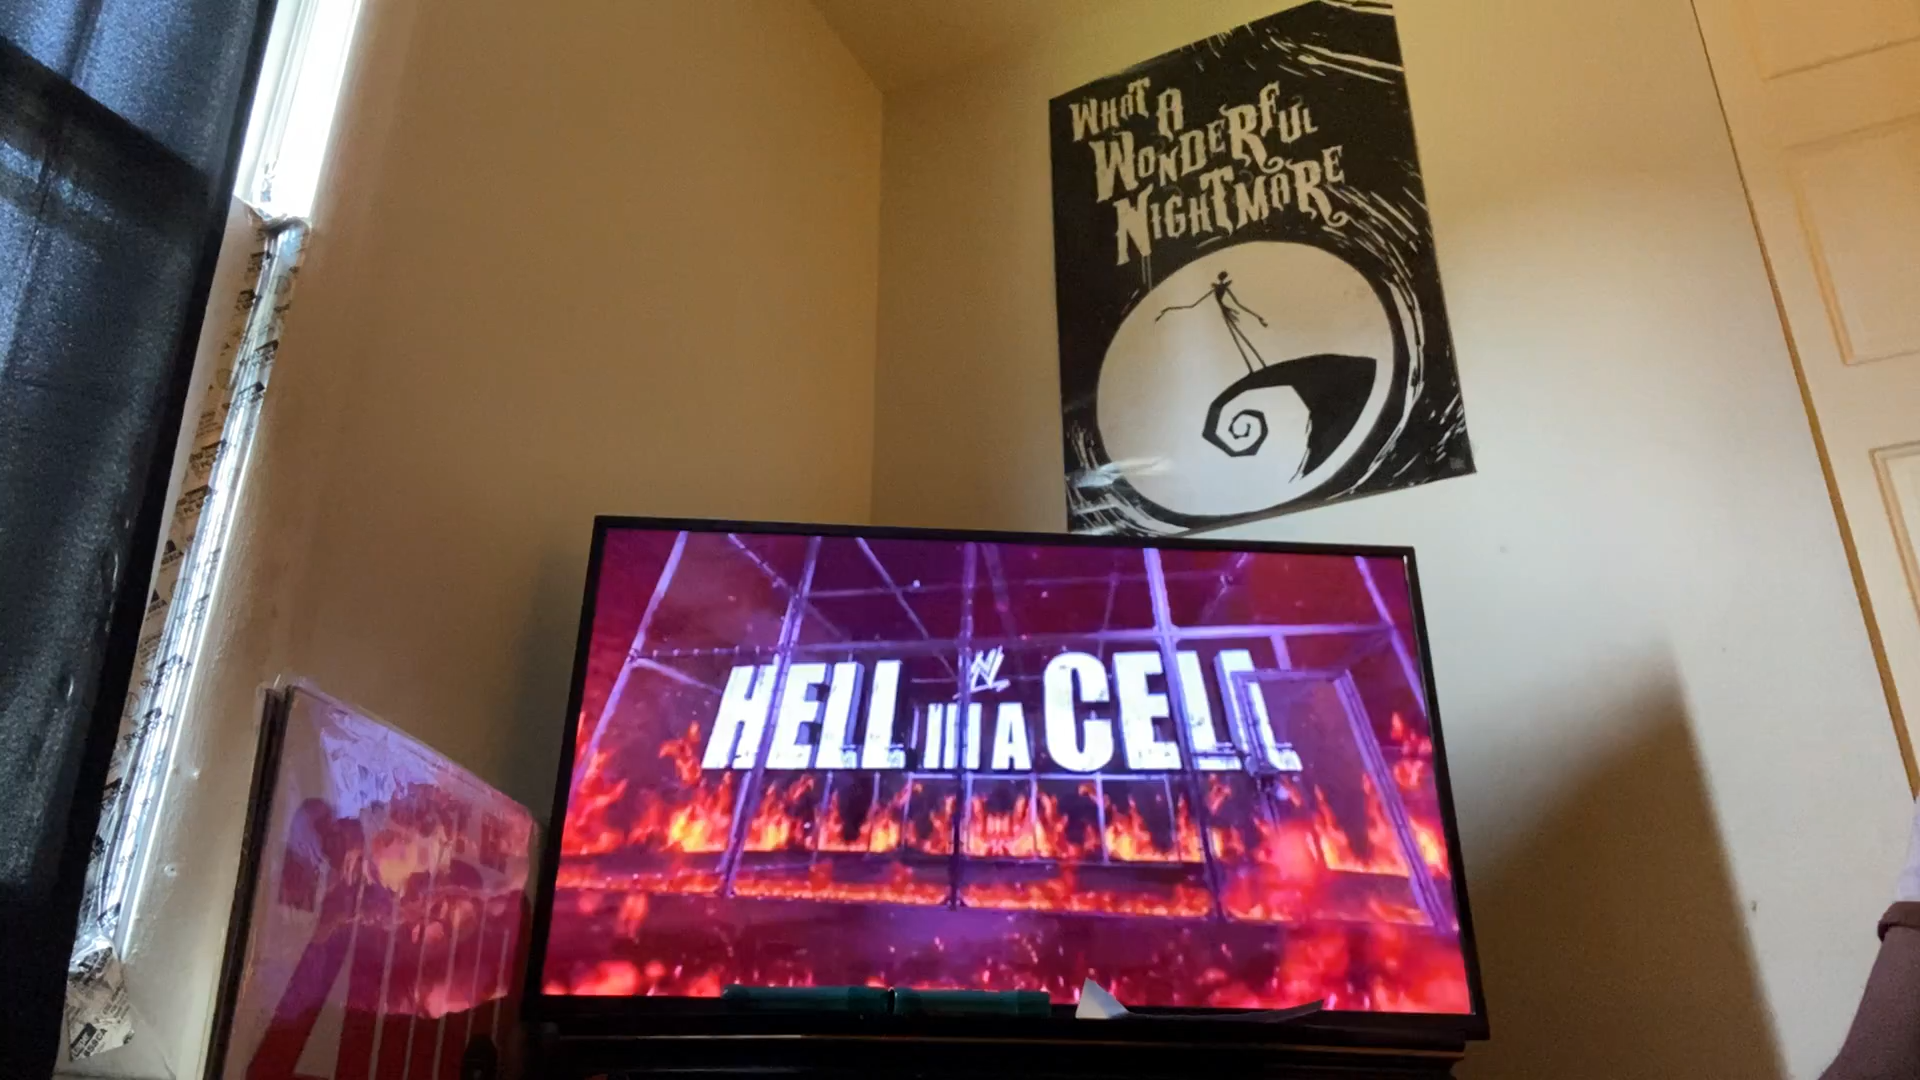 WHAT A
WONDERFUL
NIGHTMARE
W
HELL IN A CELL